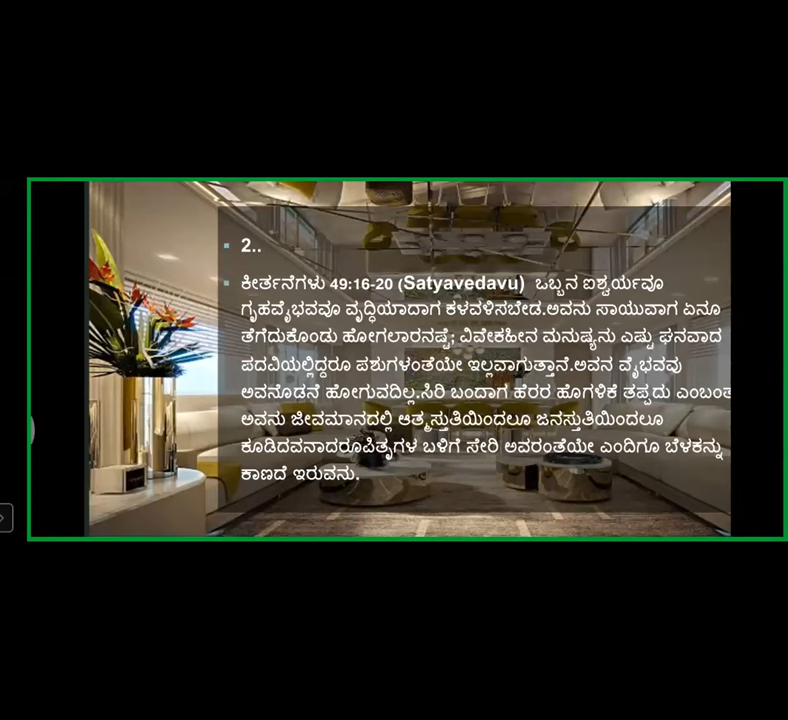 2..
ಕೀರ್ತನೆಗಳು 49:16-20 (Satyavedavu) ಒಬ್ಬನ ಐಶ್ವರ್ಯವೂ
ಗೃಹವೈಭವವೂ ವೃದ್ಧಿಯಾದಾಗ ಕಳವಳಿಸಬೇಡ.ಅವನು ಸಾಯುವಾಗ ಏನೂ
ತೆಗೆದುಕೊಂಡು ಹೋಗಲಾರನಷ್ಟೆ; ವಿವೇಕಹೀನ ಮನುಷ್ಯನು ಎಷ್ಟು ಘನವಾದ
ಪದವಿಯಲ್ಲಿದ್ದರೂ ಪಶುಗಳಂತೆಯೇ ಇಲ್ಲವಾಗುತ್ತಾನೆ.ಅವನ ವೈಭವವು
ಅವನೊಡನೆ ಹೋಗುವದಿಲ್ಲ.ಸಿರಿ ಬಂದಾಗ ಹೆರರ ಹೊಗಳಿಕೆ ತಪ್ಪದು ಎಂಬಂತ
ಅವನು ಜೀವಮಾನದಲ್ಲಿ ಆತ್ಮಸ್ತುತಿಯಿಂದಲೂ ಜನಸ್ತುತಿಯಿಂದಲೂ
ಕೂಡಿದವನಾದರೂಪಿತೃಗಳ ಬಳಿಗೆ ಸೇರಿ ಅವರಂತೆಯೇ ಎಂದಿಗೂ ಬೆಳಕನ್ನು
ಕಾಣದೆ ಇರುವನು.